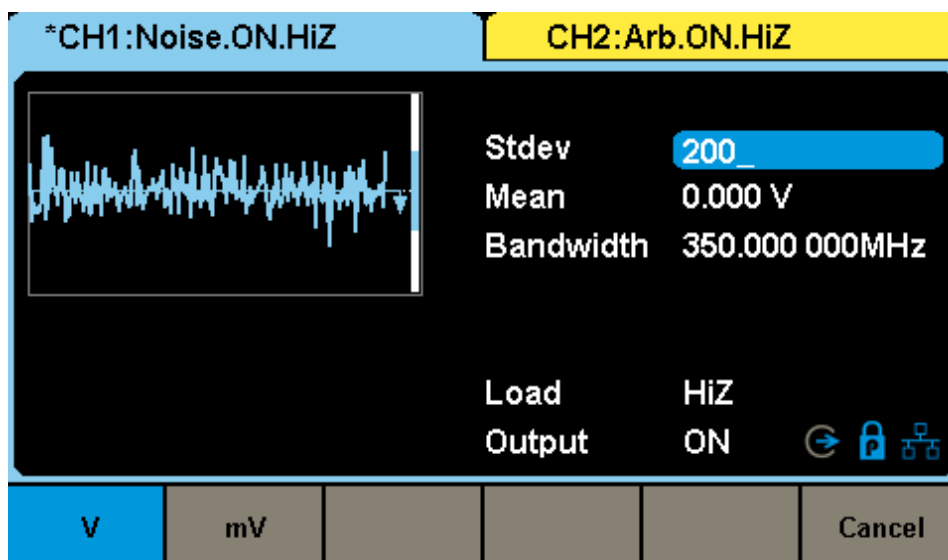 *CH1:Noise.ON.HiZ CH2:Arb.ON.HiZ
Stdev 200_
Mean 0.000 V
Bandwidth 350.000 000MHz
Load HiZ
Output ON P
V mV Cancel